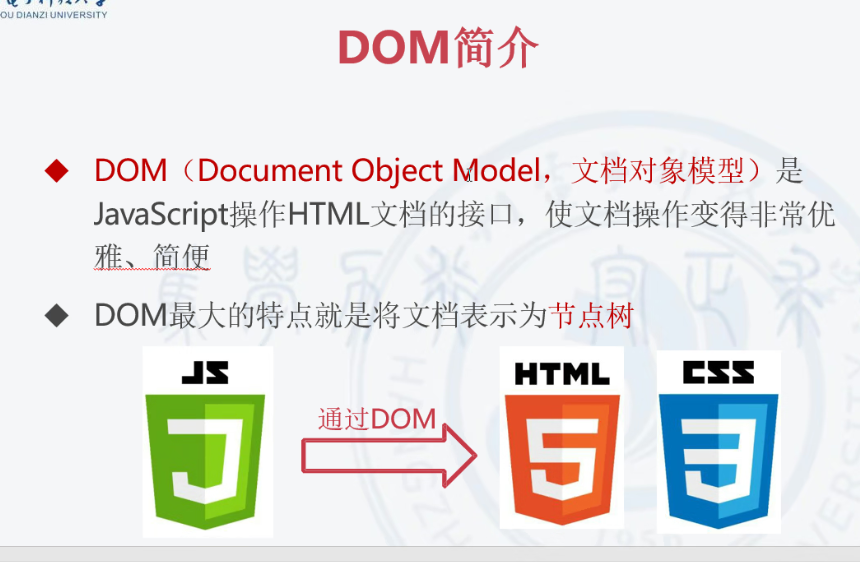 OU DIANZI UNIVERSITY
DOM简介
DOM（Document Object Model，文档对象模型）是
JavaScript操作HTML文档的接口，使文档操作变得非常优
雅、简便
DOM最大的特点就是将文档表示为节点树
JS
HTML
CSS
通过DOM
J
5
3